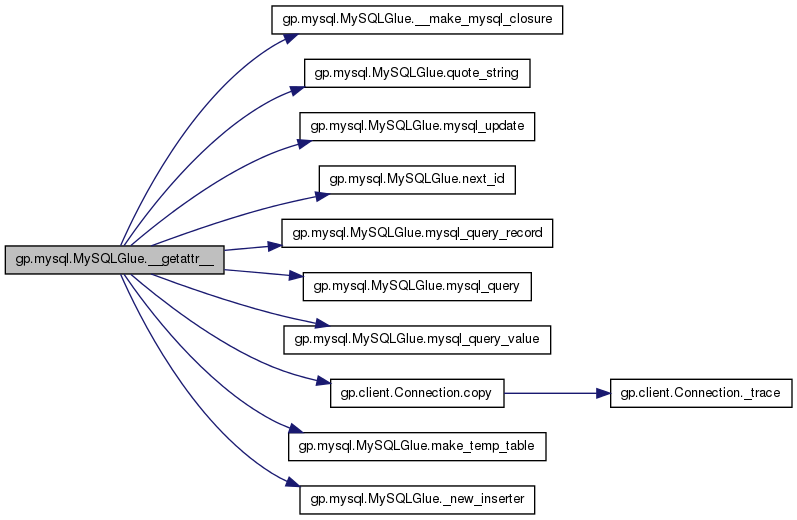 gp.mysql.MySQLGlue.__make_mysql_closure
gp.mysql.MySQLGlue.quote_string
gp.mysql.MySQLGlue.mysql_update
gp.mysql.MySQLGlue.next_id
gp.mysql.MySQLGlue.mysql_query_record
gp.mysql.MySQLGlue.__getattr__
gp.mysql.MySQLGlue.mysql_query
gp.mysql.MySQLGlue.mysql_query_value
gp.client.Connection.copy
gp.client.Connection._trace
gp.mysql.MySQLGlue.make_temp_table
gp.mysql.MySQLGlue._new_inserter